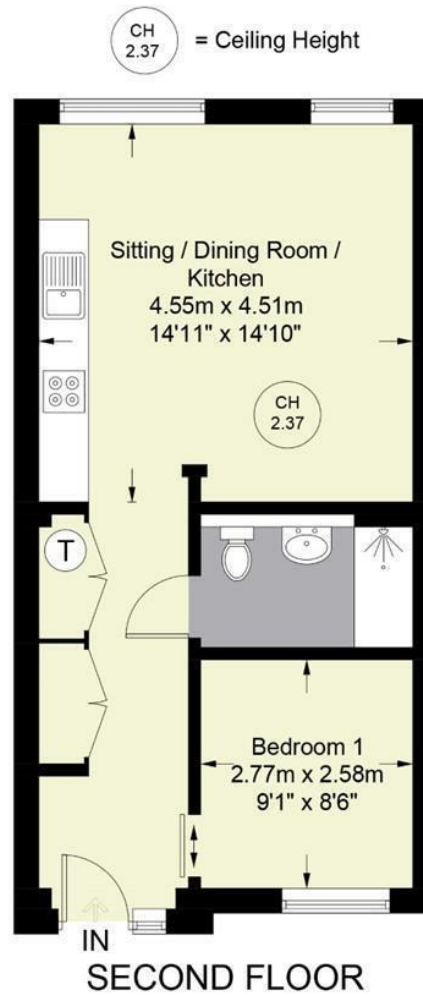 CH
2.37
= Ceiling Height
Sitting / Dining Room /
Kitchen
4.55m x 4.51m
14'11" x 14'10"
CH
2.37
T
Bedroom 1
2.77m x 2.58m
9'1" x 8'6"
IN
SECOND FLOOR